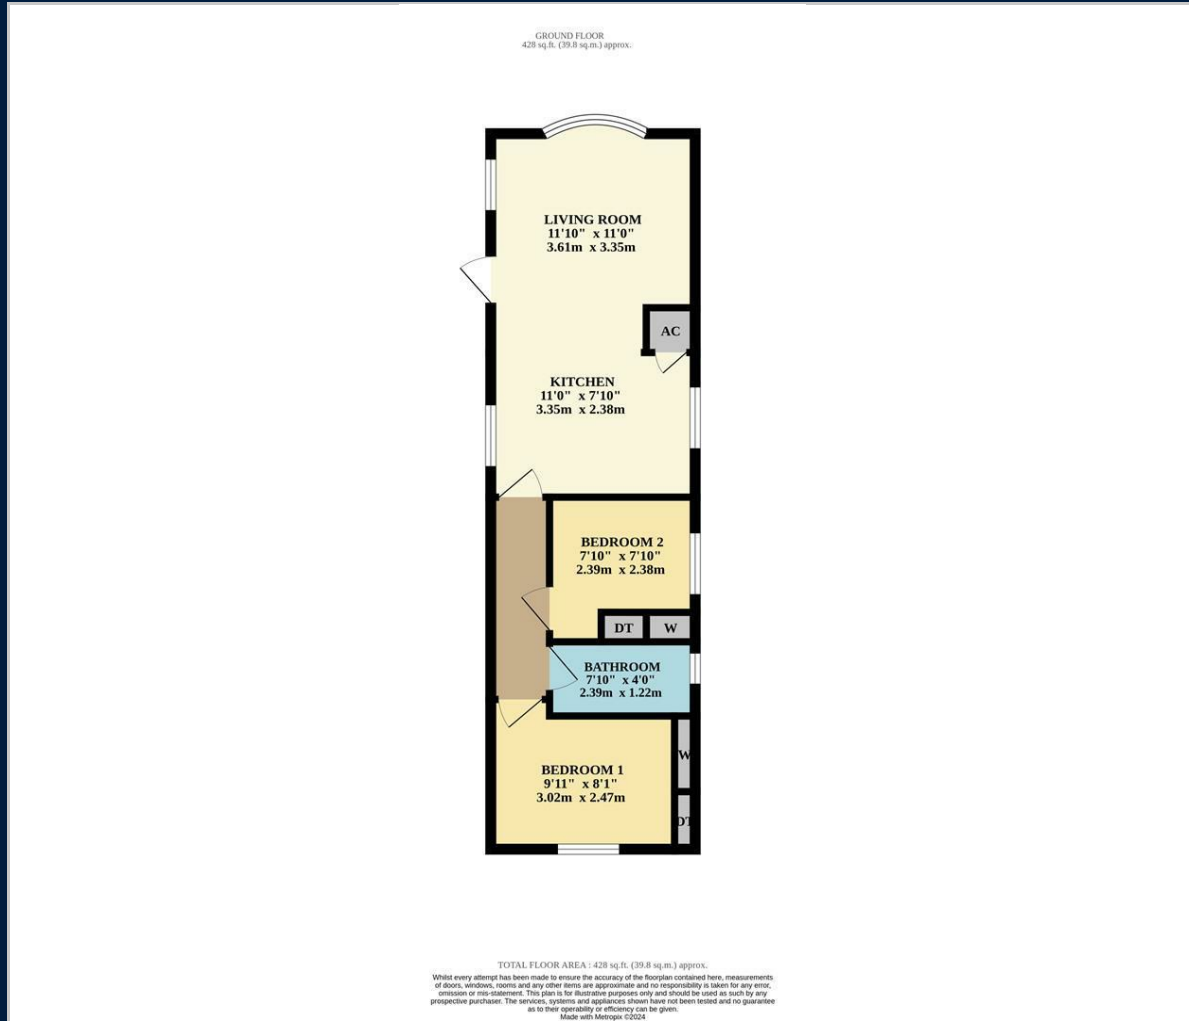 GROUND FLOOR
428 sq.ft. (39.8 sq.m.) approx.
LIVING ROOM
11'10" x 11'0"
3.61m x 3.35m
AC
KITCHEN
11'0" x 7'10"
3.35m x 2.38m
BEDROOM 2
7'10" x 7'10"
2.39m x 2.38m
DT W
BATHROOM
7'10" x 4'0"
2.39m x 1.22m
W
BEDROOM 1
9'11" x 8'1"
3.02m x 2.47m
DT
TOTAL FLOOR AREA : 428 sq.ft. (39.8 sq.m.) approx.
Whilst every attempt has been made to ensure the accuracy of the floorplan contained here, measurements
of doors, windows, rooms and any other items are approximate and no responsibility is taken for any error,
omission or mis-statement. This plan is for illustrative purposes only and should be used as such by any
prospective purchaser. The services, systems and appliances shown have not been tested and no guarantee
as to their operability or efficiency can be given.
Made with Metropix ©2024